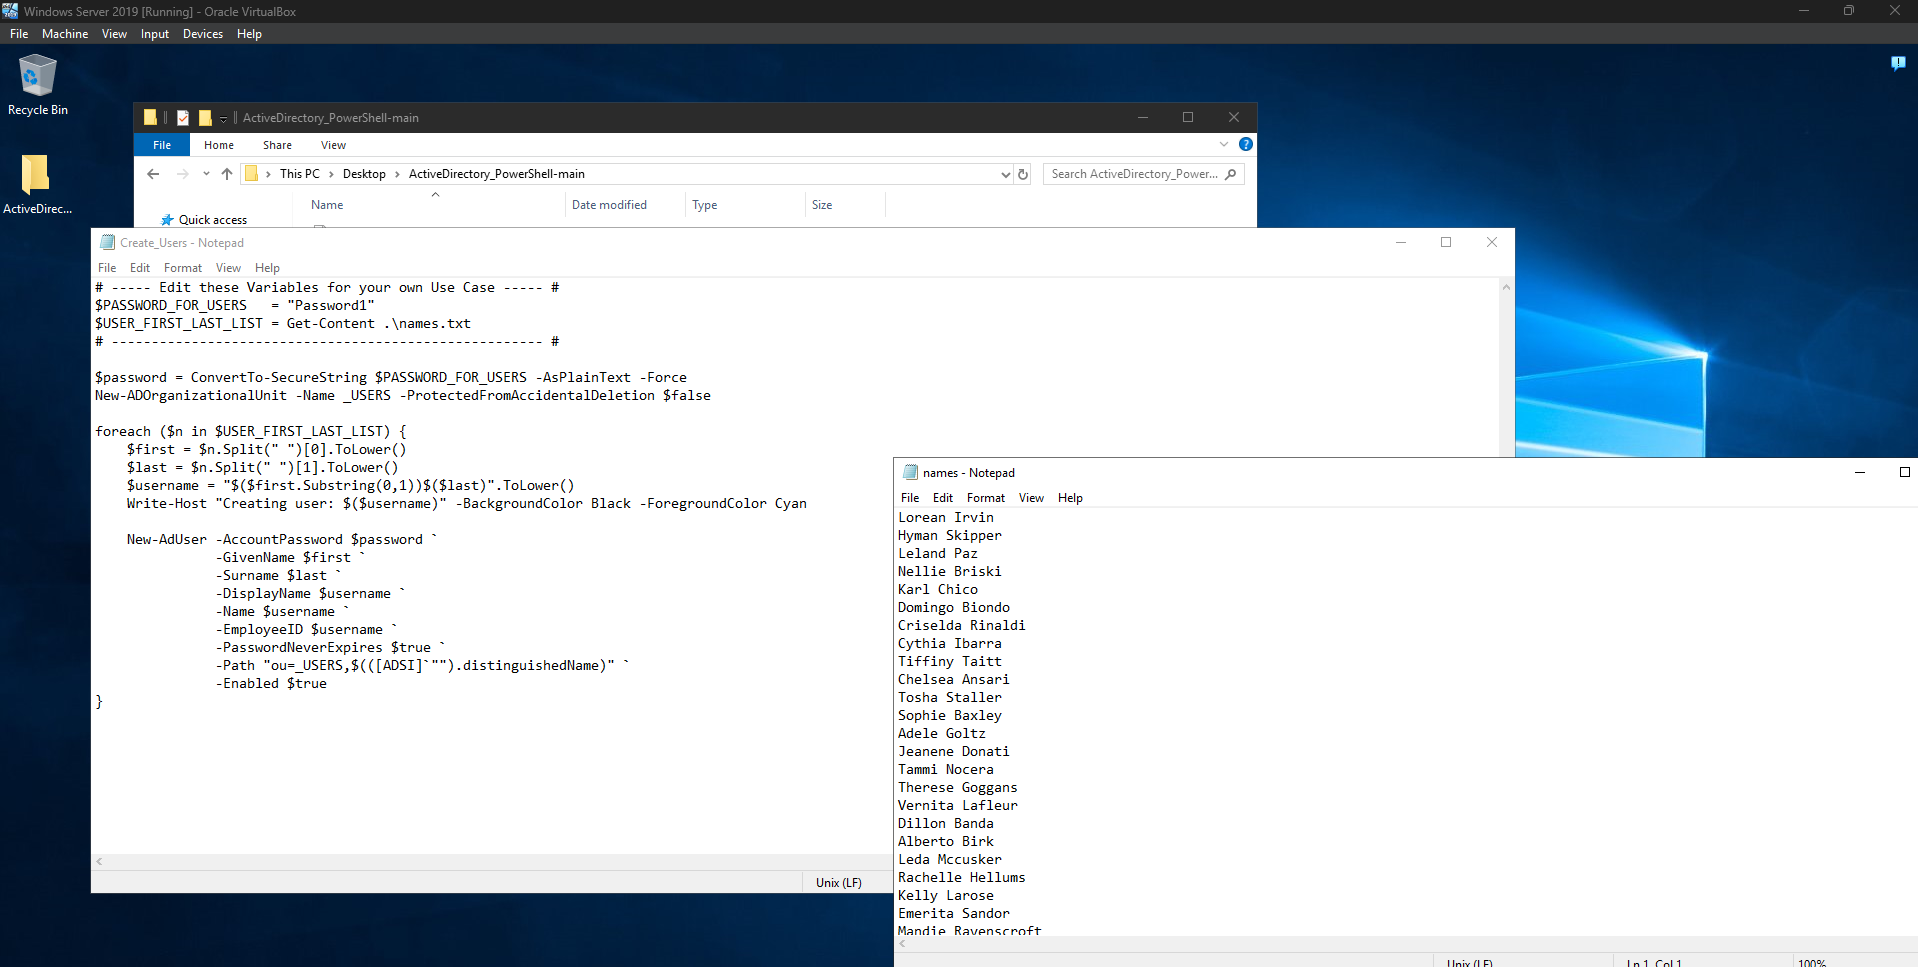 Windows Server 2019 [Running] - Oracle VirtualBox
File Machine View Input Devices Help
Recycle Bin
ActiveDirec...
ActiveDirectory_PowerShell-main
File Home Share View
This PC > Desktop > ActiveDirectory_PowerShell-main
Search ActiveDirectory_Power...
Name Date modified Type Size
Quick access
Create_Users - Notepad
File Edit Format View Help
# ----- Edit these Variables for your own Use Case ----- #
$PASSWORD_FOR_USERS   = "Password1"
$USER_FIRST_LAST_LIST = Get-Content .\names.txt
# ------------------------------------------------------ #
$password = ConvertTo-SecureString $PASSWORD_FOR_USERS -AsPlainText -Force
New-ADOrganizationalUnit -Name _USERS -ProtectedFromAccidentalDeletion $false
foreach ($n in $USER_FIRST_LAST_LIST) {
    $first = $n.Split(" ")[0].ToLower()
    $last = $n.Split(" ")[1].ToLower()
    $username = "$($first.Substring(0,1))$($last)".ToLower()
    Write-Host "Creating user: $($username)" -BackgroundColor Black -ForegroundColor Cyan
    New-AdUser -AccountPassword $password `
               -GivenName $first `
               -Surname $last `
               -DisplayName $username `
               -Name $username `
               -EmployeeID $username `
               -PasswordNeverExpires $true `
               -Path "ou=_USERS,$(([ADSI]`"").distinguishedName)" `
               -Enabled $true
}
Unix (LF)
names - Notepad
File Edit Format View Help
Lorean Irvin
Hyman Skipper
Leland Paz
Nellie Briski
Karl Chico
Domingo Biondo
Criselda Rinaldi
Cythia Ibarra
Tiffiny Taitt
Chelsea Ansari
Tosha Staller
Sophie Baxley
Adele Goltz
Jeanene Donati
Tammi Nocera
Therese Goggans
Vernita Lafleur
Dillon Banda
Alberto Birk
Leda Mccusker
Rachelle Hellums
Kelly Larose
Emerita Sandor
Mandie Ravenscroft
Unix (LF) Ln 1, Col 1 100%